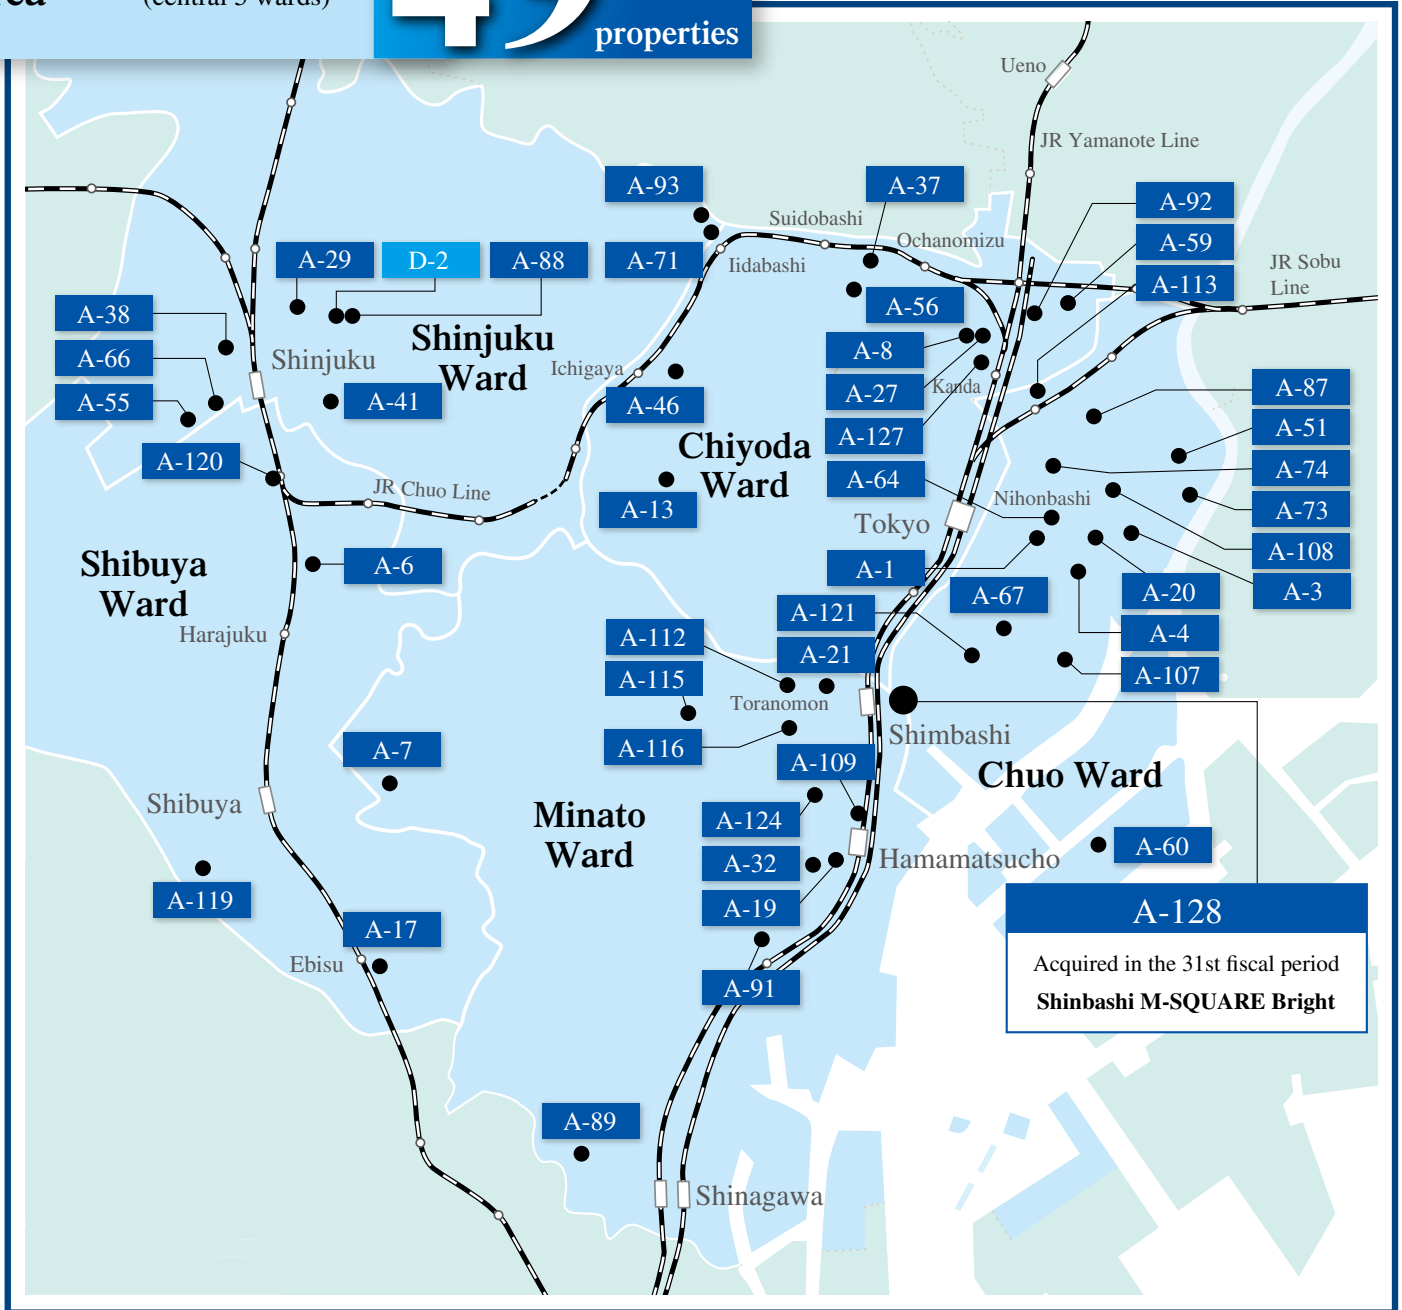 (central 5 wards)
49
properties
Ueno
JR Yamanote Line
A-93
A-37
A-92
Suidobashi
Ochanomizu
A-59
A-29
D-2
A-88
A-71
Iidabashi
JR Sobu
Line
A-113
A-38
A-56
Shinjuku
Ward
Shinjuku
A-66
A-8
Ichigaya
Kanda
A-27
A-87
A-55
A-41
A-46
A-51
A-127
Chiyoda
Ward
A-120
A-74
A-64
JR Chuo Line
Nihonbashi
A-13
A-73
Tokyo
A-108
Shibuya
Ward
A-6
A-1
A-3
A-67
A-20
A-121
Harajuku
A-112
A-4
A-21
A-115
A-107
Toranomon
A-7
A-116
Shimbashi
A-109
Chuo Ward
Shibuya
Minato
Ward
A-124
A-60
A-32
Hamamatsucho
A-119
A-19
A-128
A-17
Ebisu
Acquired in the 31st fiscal period
A-91
Shinbashi M-SQUARE Bright
A-89
Shinagawa